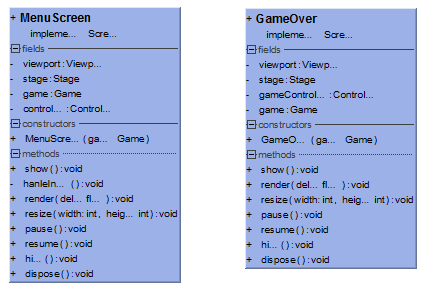 + MenuScreen
impleme... Scre...
fields
- viewport:Viewp...
- stage:Stage
- game:Game
- control... :Control...
constructors
+ MenuScre... (ga... Game)
methods
+ show():void
- hanleIn... ():void
+ render(del... fl... ):void
+ resize(width:int, heig... int):void
+ pause():void
+ resume():void
+ hi... ():void
+ dispose():void
+ GameOver
impleme... Scre...
fields
- viewport:Viewp...
- stage:Stage
- gameControl... :Control...
- game:Game
constructors
+ GameO... (ga... Game)
methods
+ show():void
+ render(del... fl... ):void
+ resize(width:int, heig... int):void
+ pause():void
+ resume():void
+ hi... ():void
+ dispose():void